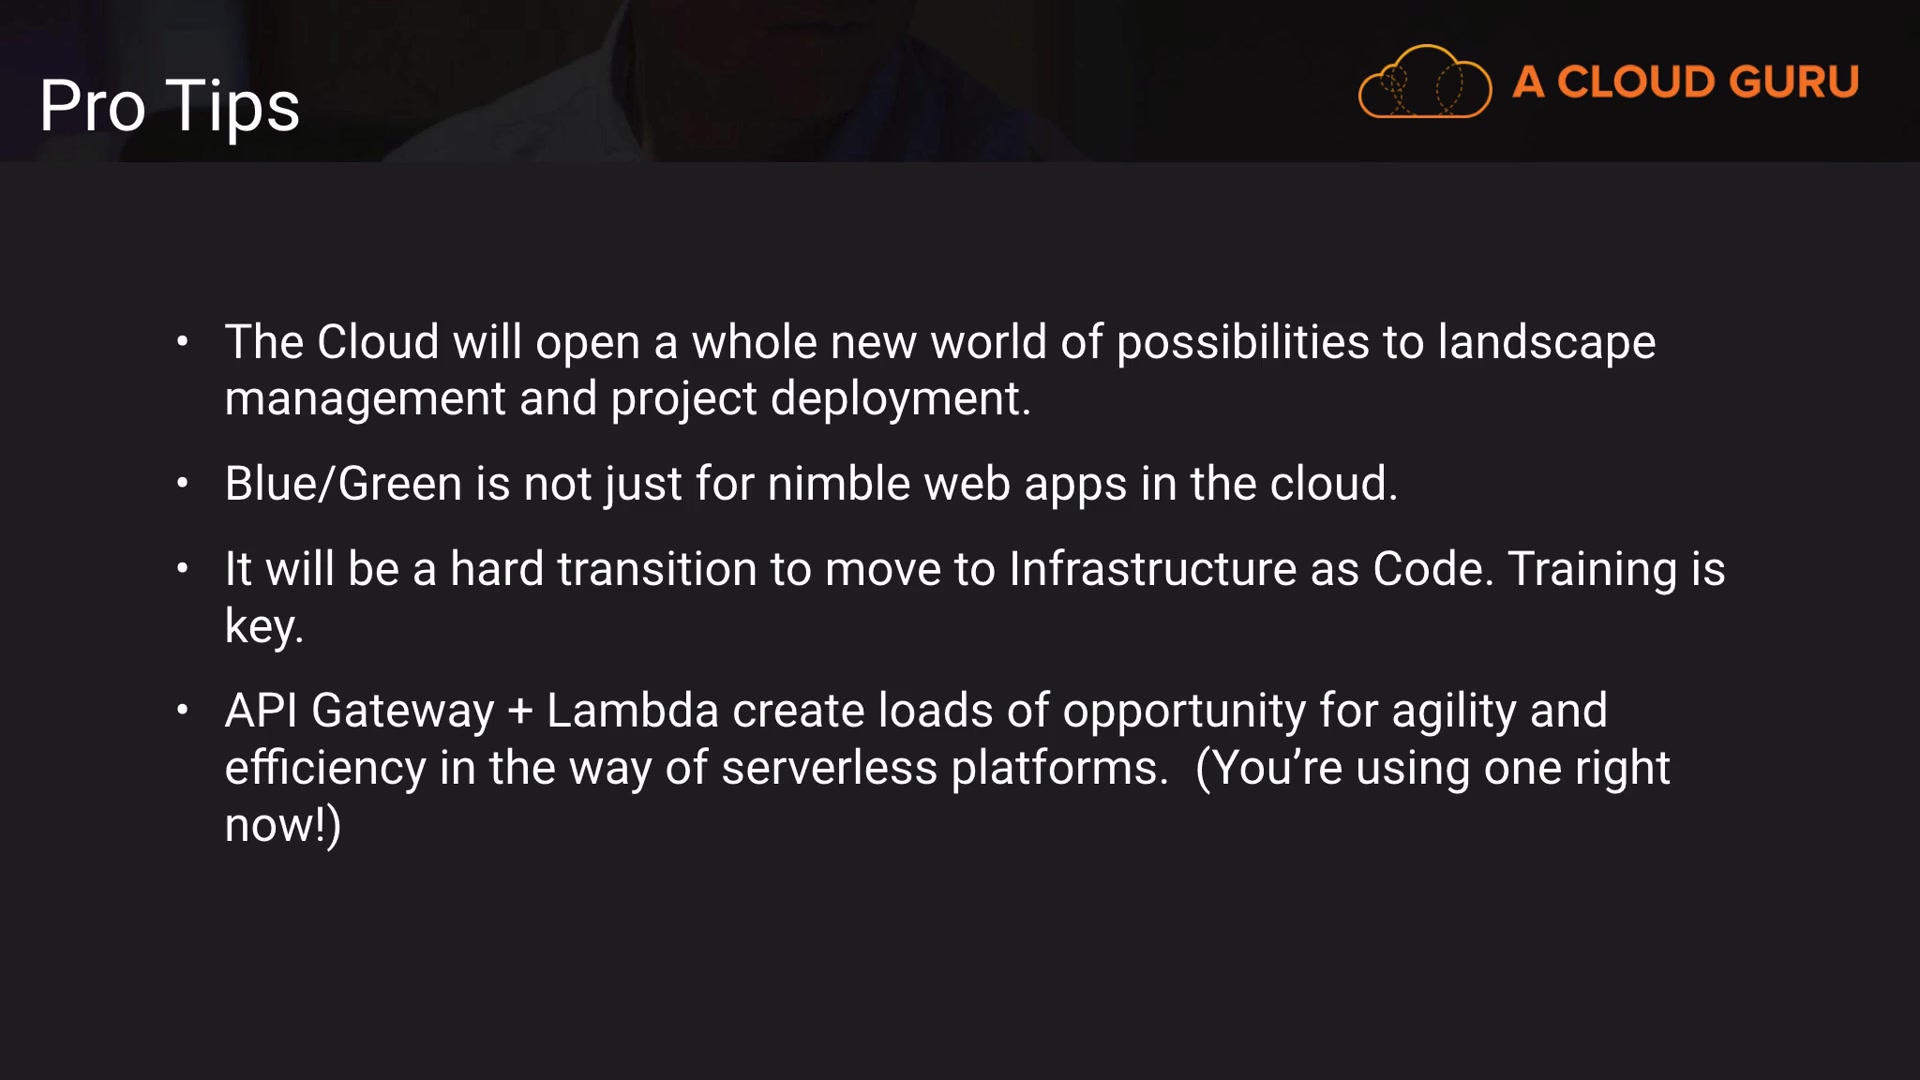 Pro Tips
A CLOUD GURU
• The Cloud will open a whole new world of possibilities to landscape
management and project deployment.
• Blue/Green is not just for nimble web apps in the cloud.
• It will be a hard transition to move to Infrastructure as Code. Training is
key.
• API Gateway + Lambda create loads of opportunity for agility and
efficiency in the way of serverless platforms.  (You’re using one right
now!)